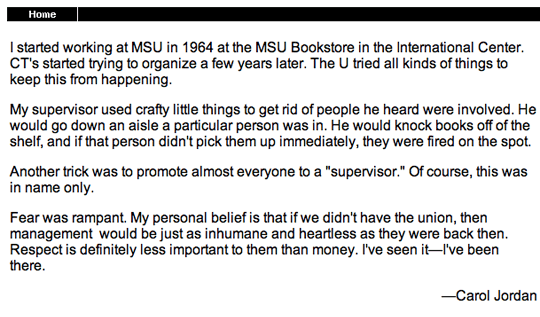 Home
I started working at MSU in 1964 at the MSU Bookstore in the International Center.
CT's started trying to organize a few years later. The U tried all kinds of things to
keep this from happening.
My supervisor used crafty little things to get rid of people he heard were involved. He
would go down an aisle a particular person was in. He would knock books off of the
shelf, and if that person didn't pick them up immediately, they were fired on the spot.
Another trick was to promote almost everyone to a "supervisor." Of course, this was
in name only.
Fear was rampant. My personal belief is that if we didn't have the union, then
management would be just as inhumane and heartless as they were back then.
Respect is definitely less important to them than money. I've seen it—I've been
there.
—Carol Jordan